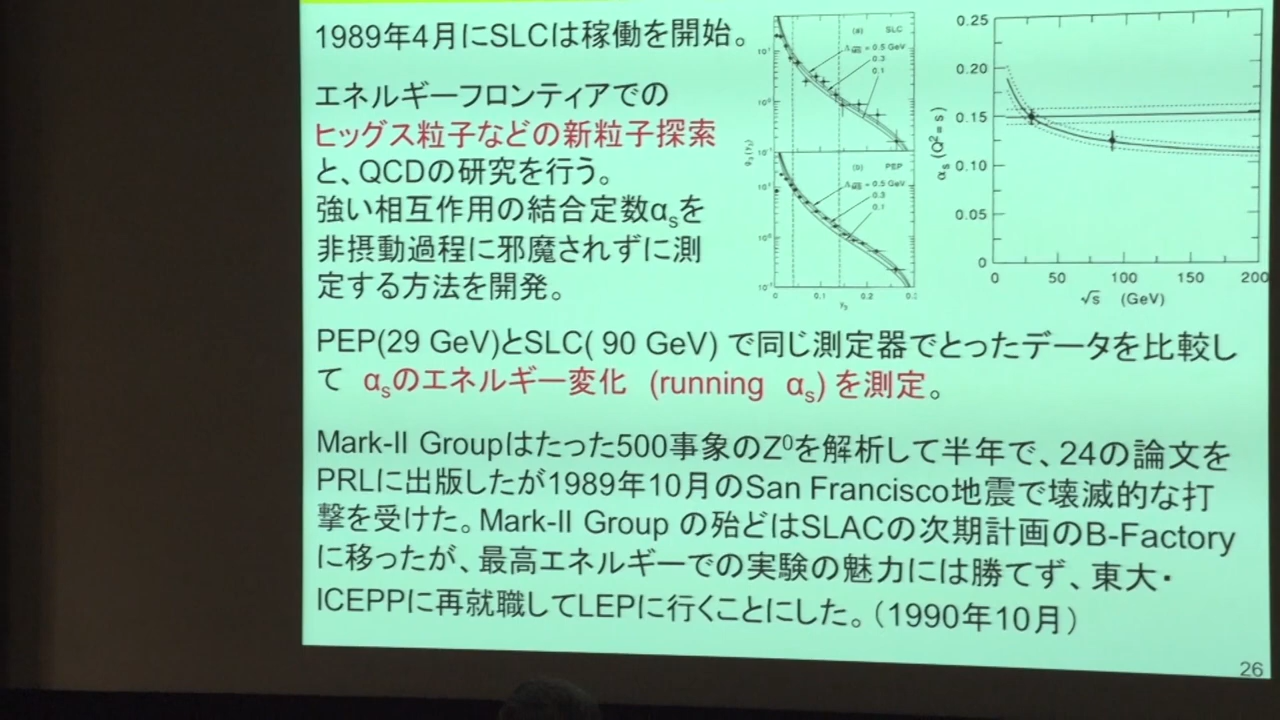 1989年4月にSLCは稼働を開始。
エネルギーフロンティアでの
ヒッグス粒子などの新粒子探索
と、QCDの研究を行う。
強い相互作用の結合定数αsを
非摂動過程に邪魔されずに測
定する方法を開発。
(a) SLC
0.5 GeV
0.3
0.1
(b) PEP
0.5 GeV
0.3
0.1
0 0.1 0.2 0.3
y₃
0.25
0.20
0.15
0.10
0.05
0
αs (Q²= s)
50 100 150 200
√s (GeV)
PEP(29 GeV)とSLC( 90 GeV) で同じ測定器でとったデータを比較し
て αsのエネルギー変化 (running αs) を測定。
Mark-II Groupはたった500事象のZ⁰を解析して半年で、24の論文を
PRLに出版したが1989年10月のSan Francisco地震で壊滅的な打
撃を受けた。Mark-II Group の殆どはSLACの次期計画のB-Factory
に移ったが、最高エネルギーでの実験の魅力には勝てず、東大・
ICEPPに再就職してLEPに行くことにした。（1990年10月）
26